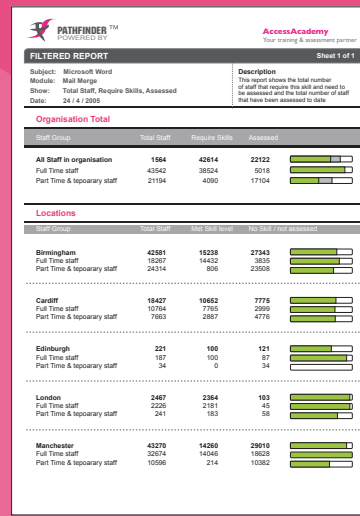 PATHFINDER TM
POWERED BY
AccessAcademy
Your training & assessment partner
FILTERED REPORT Sheet 1 of 1
Subject: Microsoft Word
Module: Mail Merge
Show: Total Staff, Require Skills, Assessed
Date: 24 / 4 / 2005
Description
This report shows the total number
of staff that require this skill and need to
be assessed and the total number of staff
that have been assessed to date
Organisation Total
Staff Group Total Staff Require Skills Assessed
All Staff in organisation 1564 42614 22122
Full Time staff 43542 38524 5018
Part Time & tepoarary staff 21194 4090 17104
Locations
Staff Group Total Staff Met Skill level No Skill / not assessed
Birmingham 42581 15238 27343
Full Time staff 18267 14432 3835
Part Time & tepoarary staff 24314 806 23508
Cardiff 18427 10652 7775
Full Time staff 10764 7765 2999
Part Time & tepoarary staff 7663 2887 4776
Edinburgh 221 100 121
Full Time staff 187 100 87
Part Time & tepoarary staff 34 0 34
London 2467 2364 103
Full Time staff 2226 2181 45
Part Time & tepoarary staff 241 183 58
Manchester 43270 14260 29010
Full Time staff 32674 14046 18628
Part Time & tepoarary staff 10596 214 10382